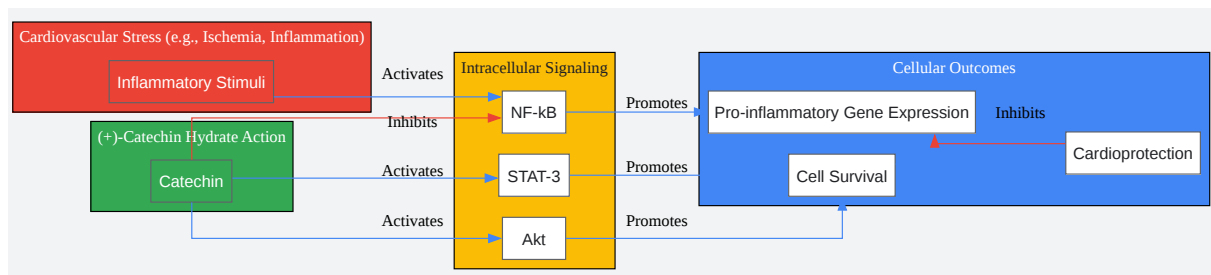 Cardiovascular Stress (e.g., Ischemia, Inflammation)
Inflammatory Stimuli
(+)-Catechin Hydrate Action
Catechin
Activates
Inhibits
Activates
Activates
Intracellular Signaling
NF-kB
STAT-3
Akt
Promotes
Promotes
Promotes
Cellular Outcomes
Pro-inflammatory Gene Expression
Inhibits
Cardioprotection
Cell Survival